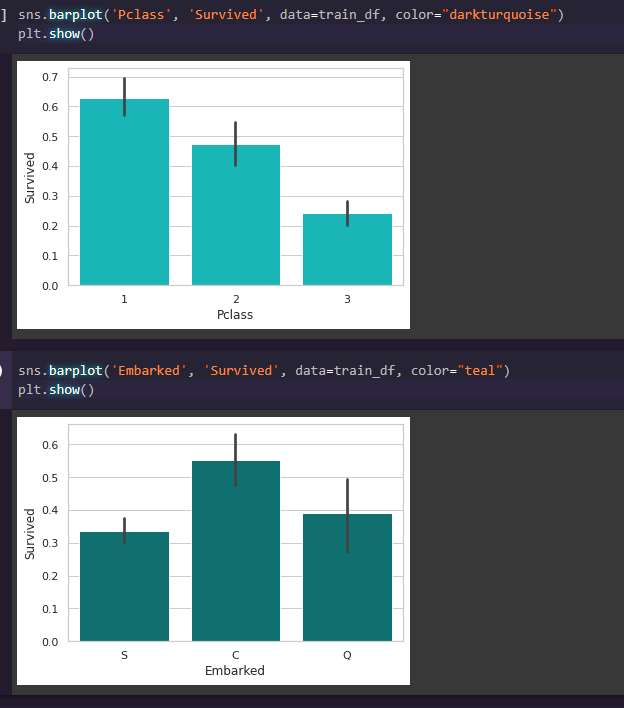 ] sns.barplot('Pclass', 'Survived', data=train_df, color="darkturquoise")
plt.show()
0.7
0.6
0.5
0.4
0.3
0.2
0.1
0.0
Survived
1 2 3
Pclass
sns.barplot('Embarked', 'Survived', data=train_df, color="teal")
plt.show()
0.6
0.5
0.4
0.3
0.2
0.1
0.0
Survived
S C Q
Embarked